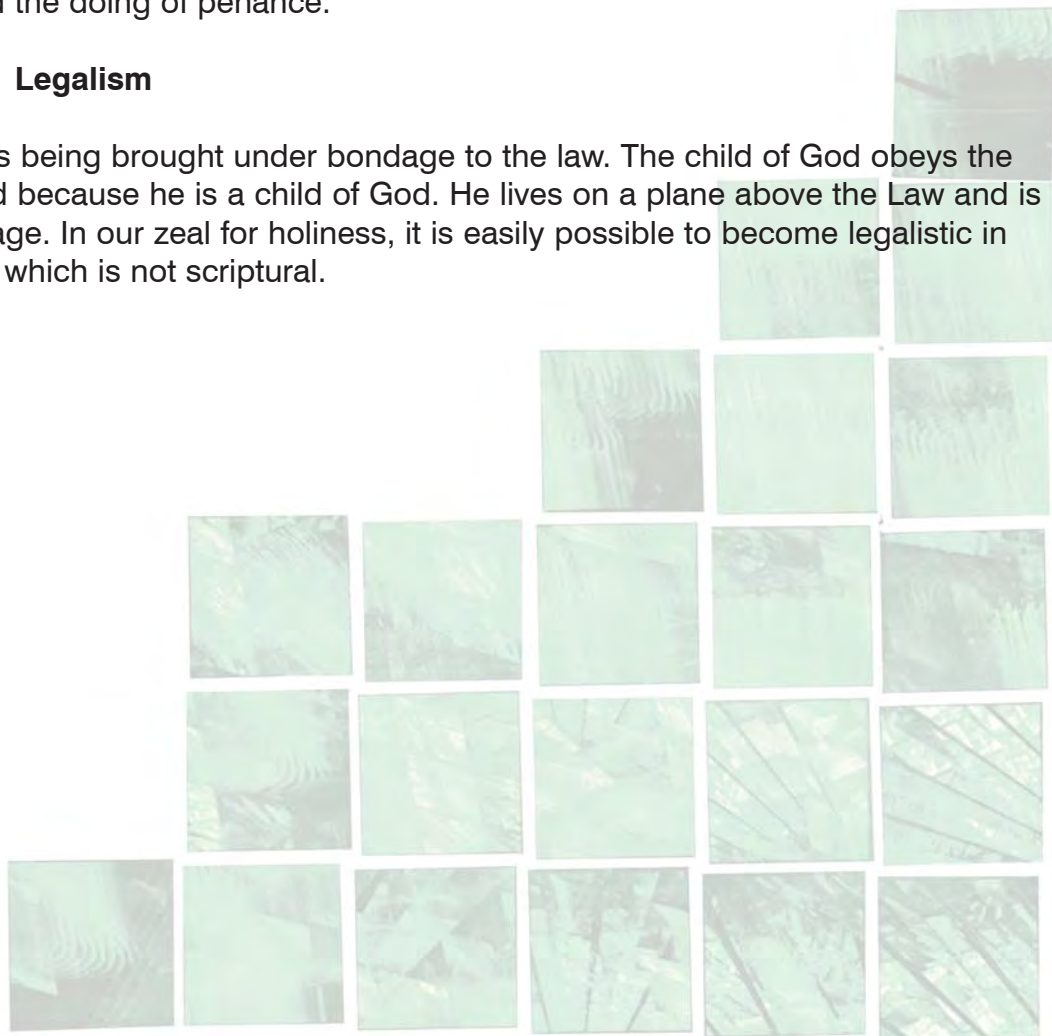 the doing of penance.
Legalism
s being brought under bondage to the law. The child of God obeys the
d because he is a child of God. He lives on a plane above the Law and is
age. In our zeal for holiness, it is easily possible to become legalistic in
which is not scriptural.